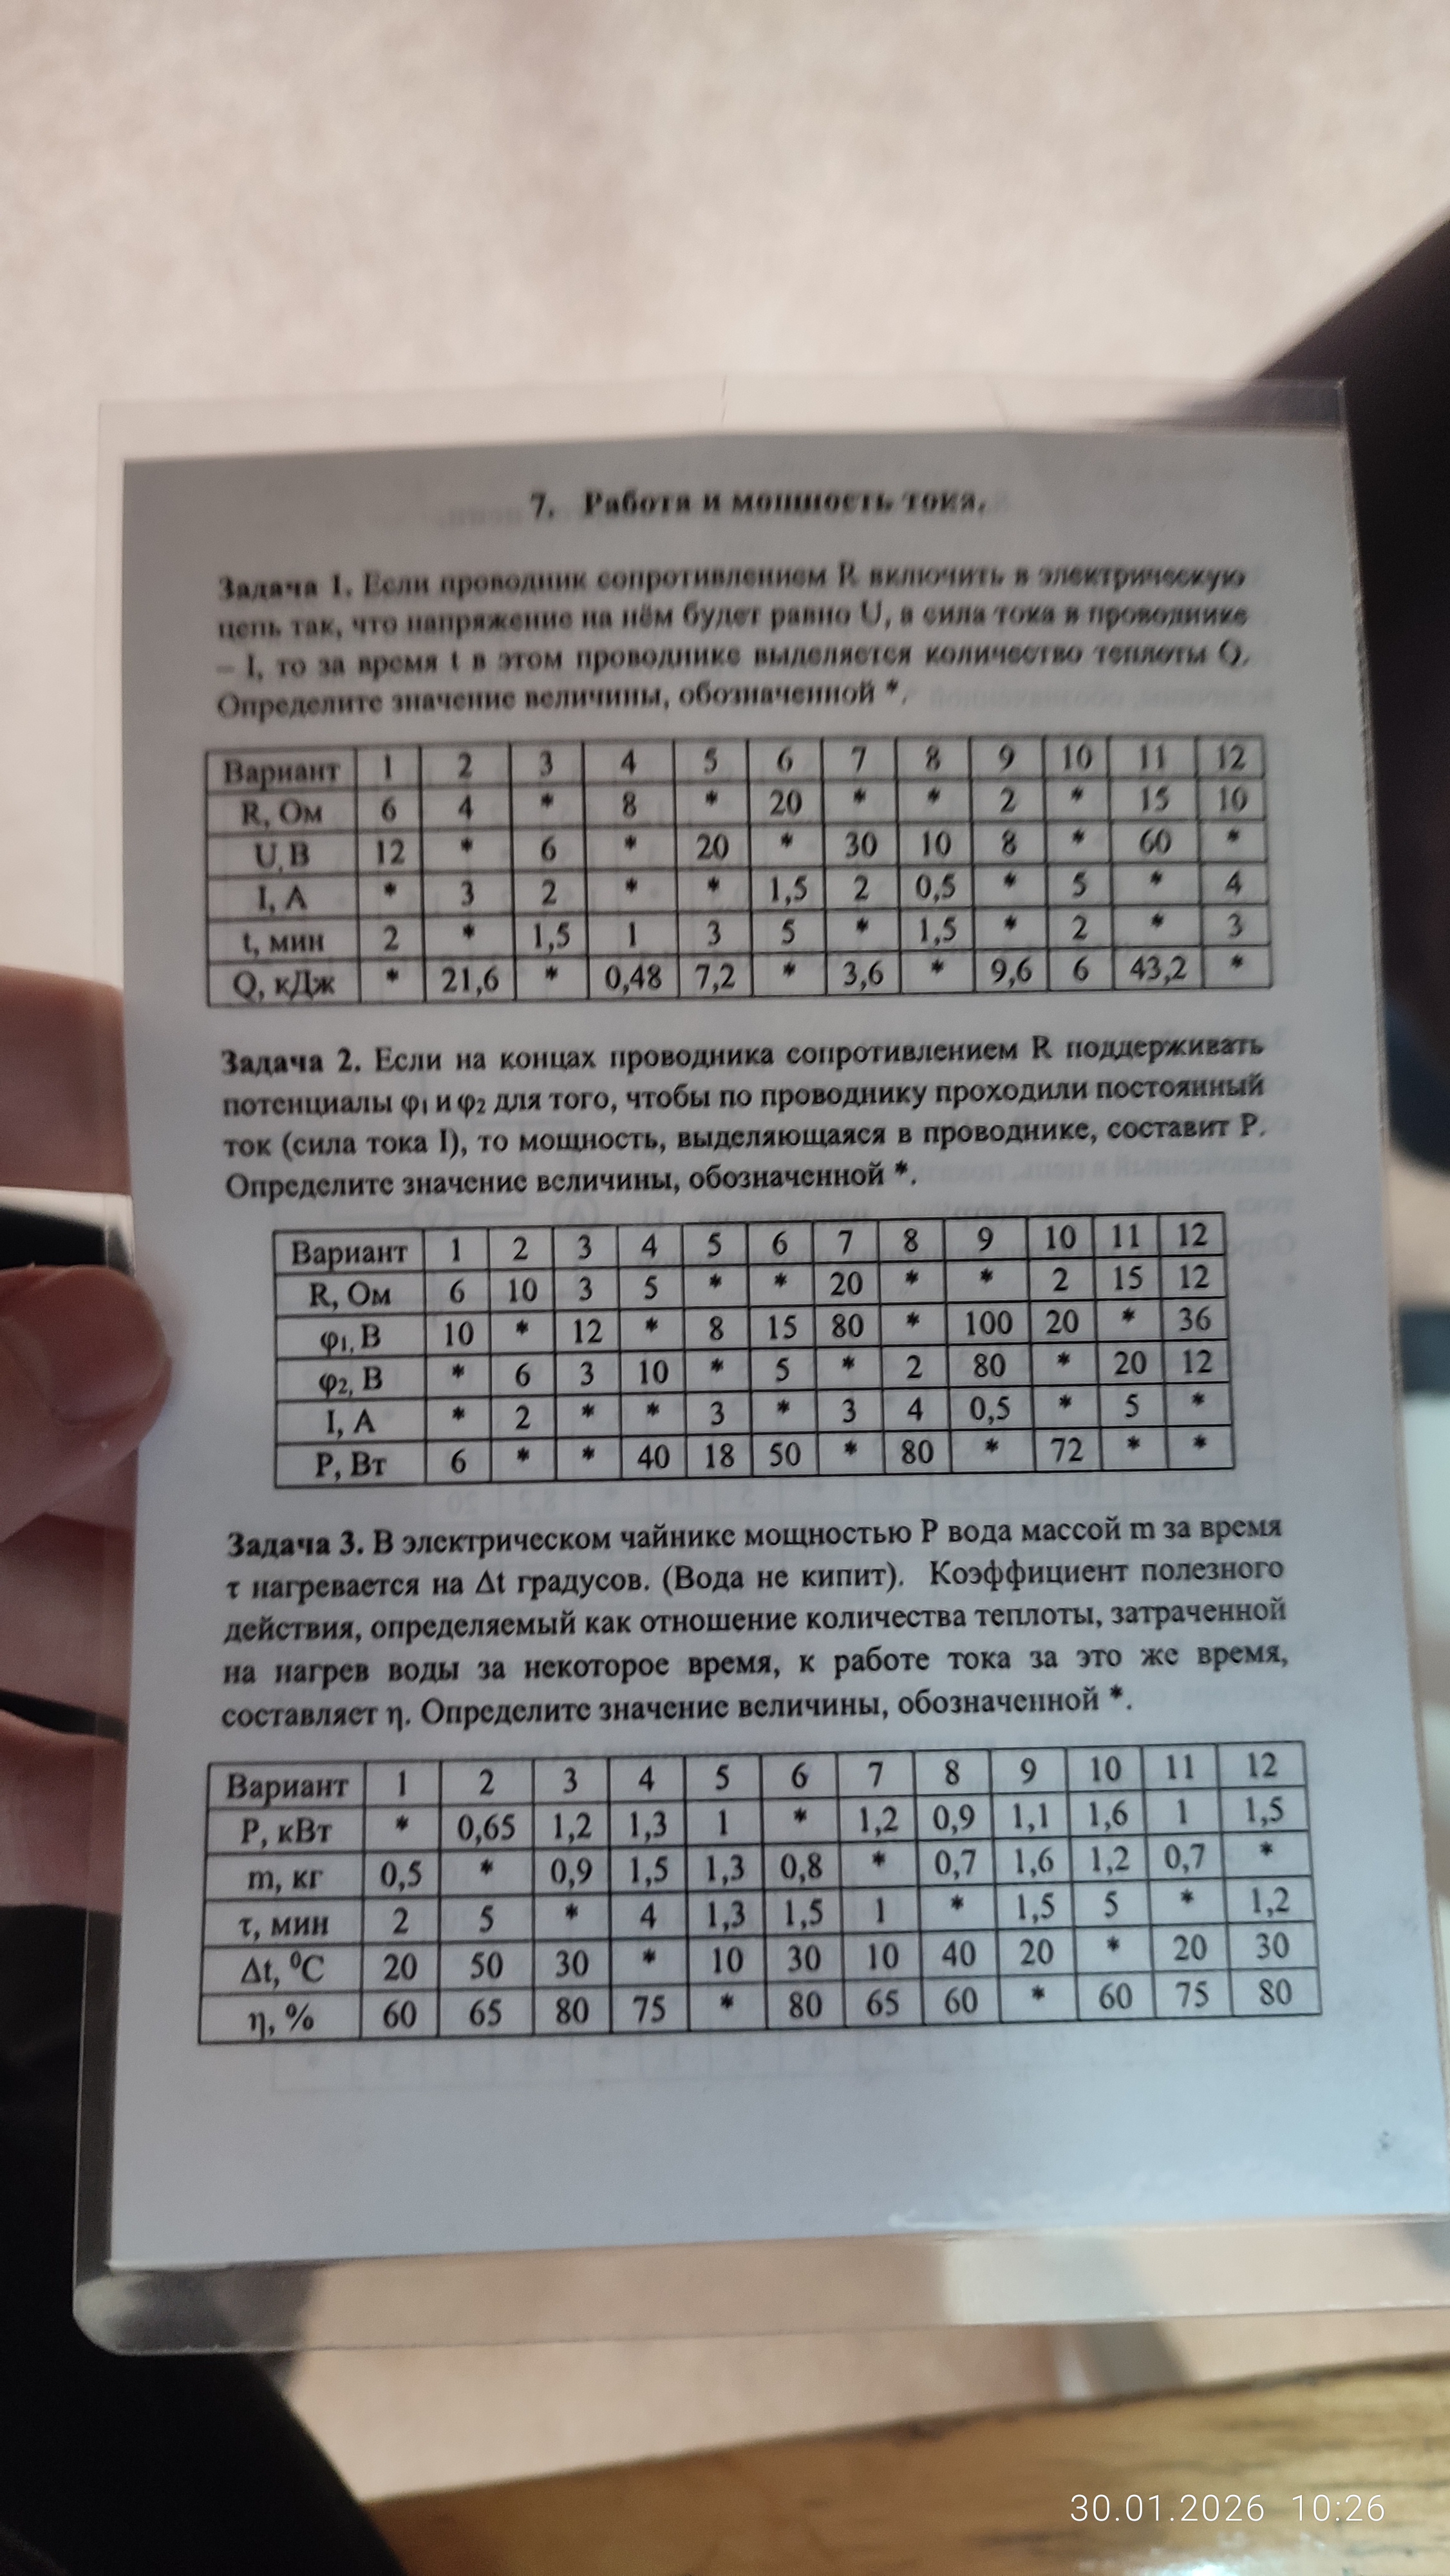 7. Работа и мощность тока.
Задача 1. Если проводник сопротивлением R включить в электрическую
цепь так, что напряжение на нём будет равно U, а сила тока в проводнике
– I, то за время t в этом проводнике выделяется количество теплоты Q.
Определите значение величины, обозначенной *.
Вариант 1 2 3 4 5 6 7 8 9 10 11 12
R, Ом 6 4 * 8 * 20 * * 2 * 15 10
U, В 12 * 6 * 20 * 30 10 8 * 60 *
I, А * 3 2 * * 1,5 2 0,5 * 5 * 4
t, мин 2 * 1,5 1 3 5 * 1,5 * 2 * 3
Q, кДж * 21,6 * 0,48 7,2 * 3,6 * 9,6 6 43,2 *
Задача 2. Если на концах проводника сопротивлением R поддерживать
потенциалы φ₁ и φ₂ для того, чтобы по проводнику проходили постоянный
ток (сила тока I), то мощность, выделяющаяся в проводнике, составит P.
Определите значение величины, обозначенной *.
Вариант 1 2 3 4 5 6 7 8 9 10 11 12
R, Ом 6 10 3 5 * * 20 * * 2 15 12
φ₁, В 10 * 12 * 8 15 80 * 100 20 * 36
φ₂, В * 6 3 10 * 5 * 2 80 * 20 12
I, А * 2 * * 3 * 3 4 0,5 * 5 *
P, Вт 6 * * 40 18 50 * 80 * 72 * *
Задача 3. В электрическом чайнике мощностью P вода массой m за время
τ нагревается на Δt градусов. (Вода не кипит). Коэффициент полезного
действия, определяемый как отношение количества теплоты, затраченной
на нагрев воды за некоторое время, к работе тока за это же время,
составляет η. Определите значение величины, обозначенной *.
Вариант 1 2 3 4 5 6 7 8 9 10 11 12
P, кВт * 0,65 1,2 1,3 1 * 1,2 0,9 1,1 1,6 1 1,5
m, кг 0,5 * 0,9 1,5 1,3 0,8 * 0,7 1,6 1,2 0,7 *
τ, мин 2 5 * 4 1,3 1,5 1 * 1,5 5 * 1,2
Δt, ⁰С 20 50 30 * 10 30 10 40 20 * 20 30
η, % 60 65 80 75 * 80 65 60 * 60 75 80
30.01.2026 10:26